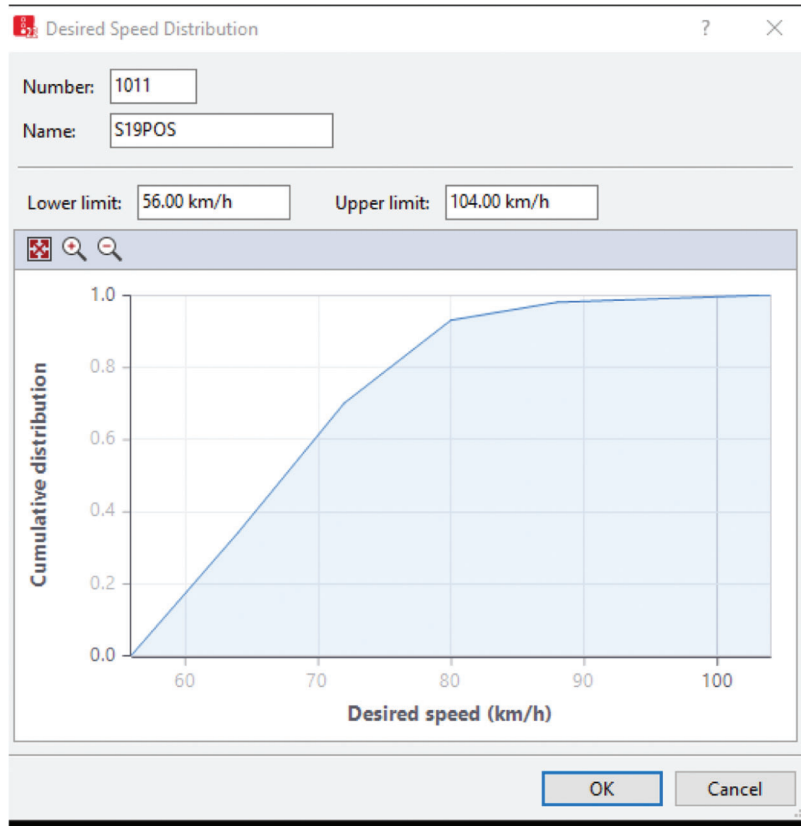 Desired Speed Distribution ?
Number: 1011
Name: S19POS
Lower limit: 56.00 km/h Upper limit: 104.00 km/h
1.0
0.8
0.6
0.4
0.2
0.0
Cumulative distribution
60 70 80 90 100
Desired speed (km/h)
OK Cancel